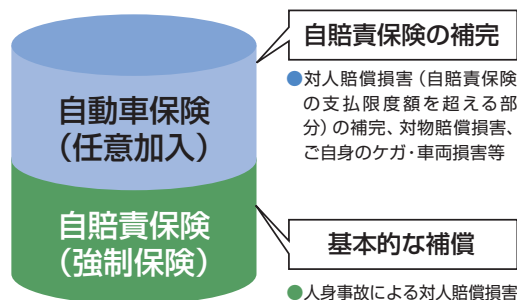 自賠責保険の補完
●対人賠償損害（自賠責保険
の支払限度額を超える部
分）の補完、対物賠償損害、
ご自身のケガ・車両損害等
自動車保険
（任意加入）
自賠責保険
（強制保険）
基本的な補償
●人身事故による対人賠償損害